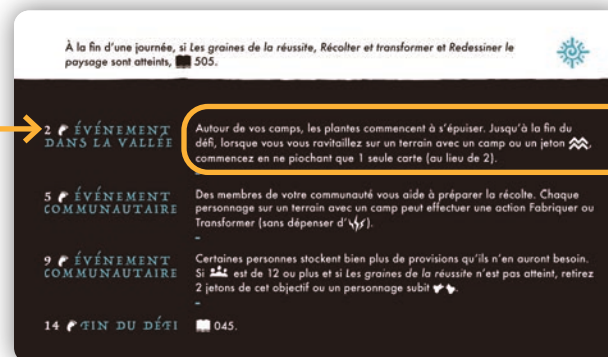 À la fin d'une journée, si Les graines de la réussite, Récolter et transformer et Redessiner le
paysage sont atteints, 505.
2 ÉVÉNEMENT
DANS LA VALLÉE
Autour de vos camps, les plantes commencent à s'épuiser. Jusqu'à la fin du
défi, lorsque vous vous ravitaillez sur un terrain avec un camp ou un jeton ,
commencez en ne piochant que 1 seule carte (au lieu de 2).
–
5 ÉVÉNEMENT
COMMUNAUTAIRE
Des membres de votre communauté vous aide à préparer la récolte. Chaque
personnage sur un terrain avec un camp peut effectuer une action Fabriquer ou
Transformer (sans dépenser d' ).
–
9 ÉVÉNEMENT
COMMUNAUTAIRE
Certaines personnes stockent bien plus de provisions qu'ils n'en auront besoin.
Si est de 12 ou plus et si Les graines de la réussite n'est pas atteint, retirez
2 jetons de cet objectif ou un personnage subit .
–
14 FIN DU DÉFI
045.